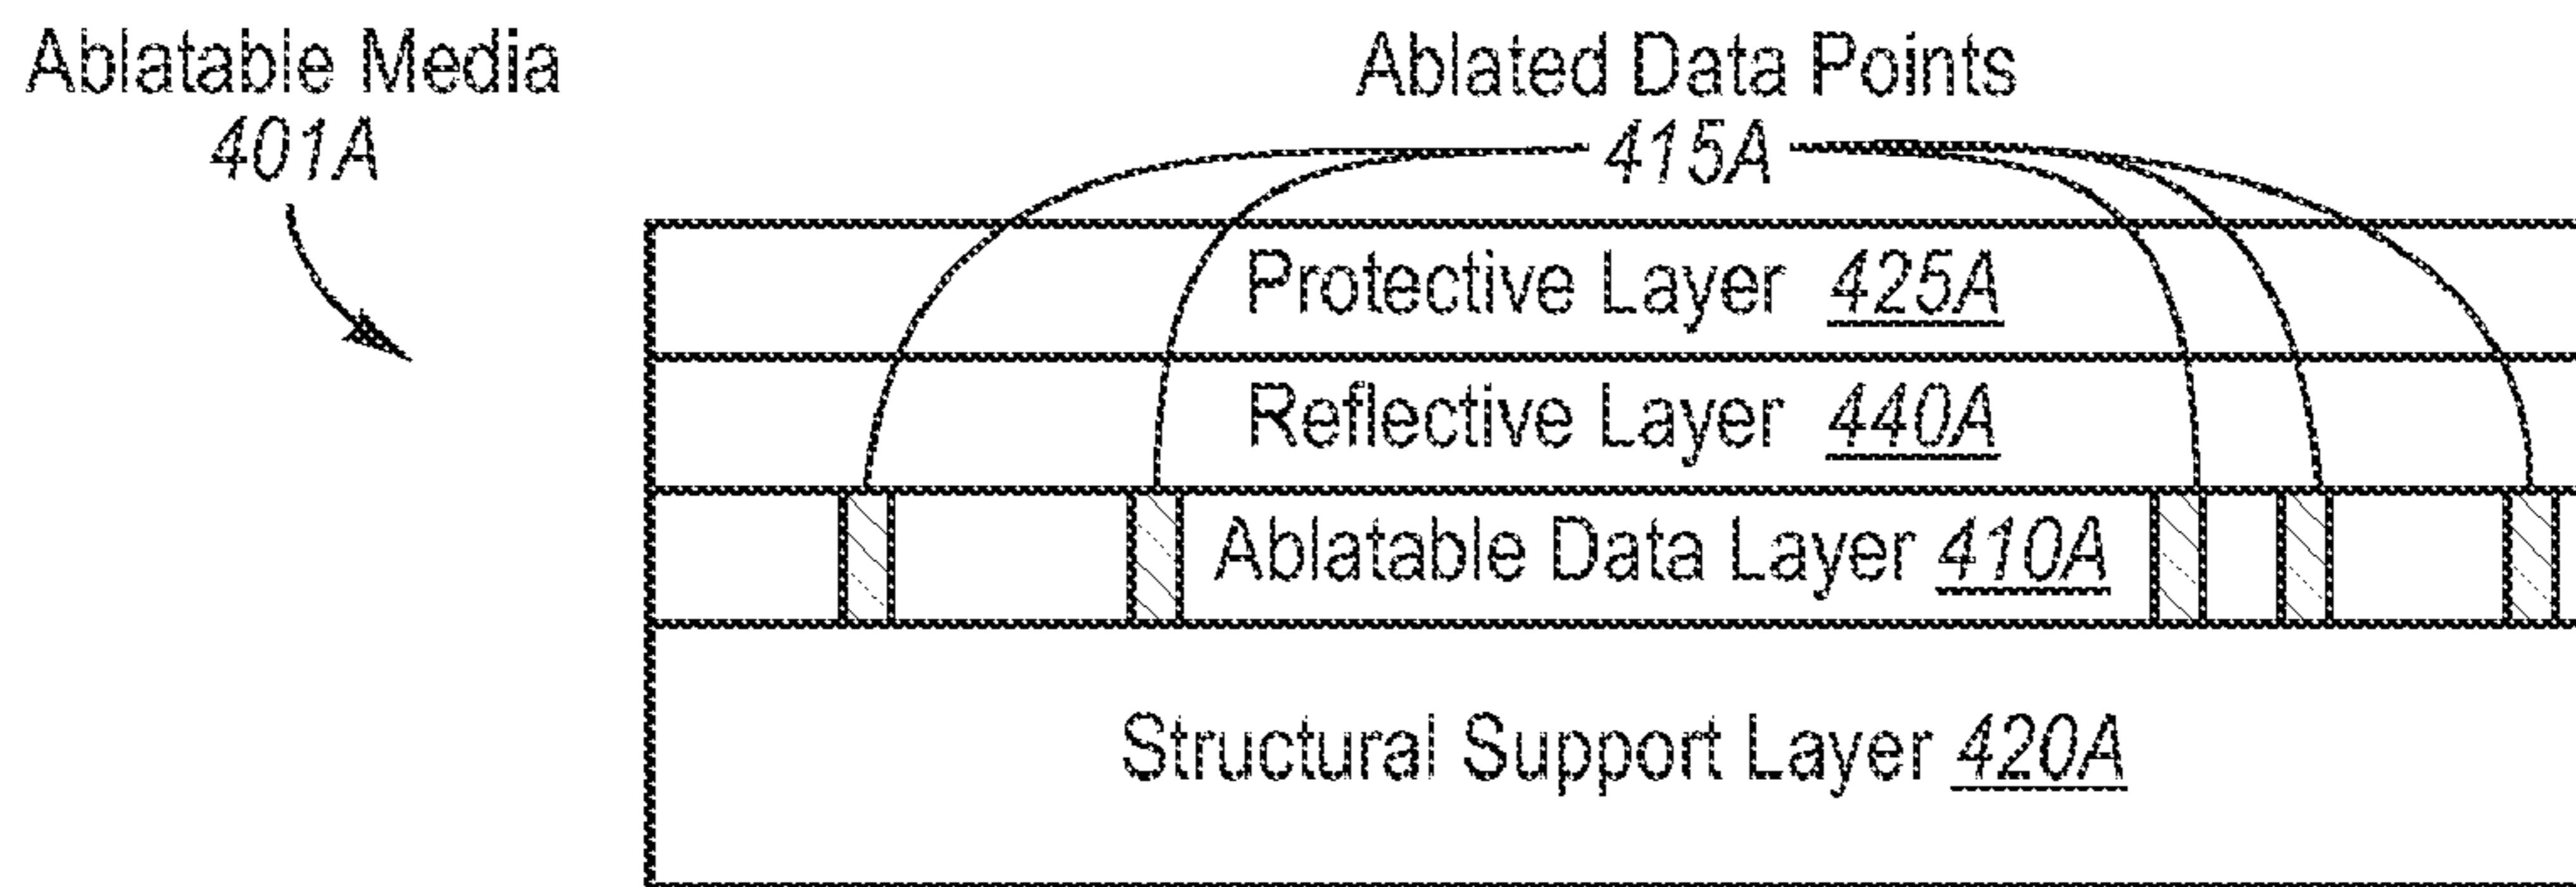 Ablatable Media
401A
Ablated Data Points
415A
Protective Layer 425A
Reflective Layer 440A
Ablatable Data Layer 410A
Structural Support Layer 420A